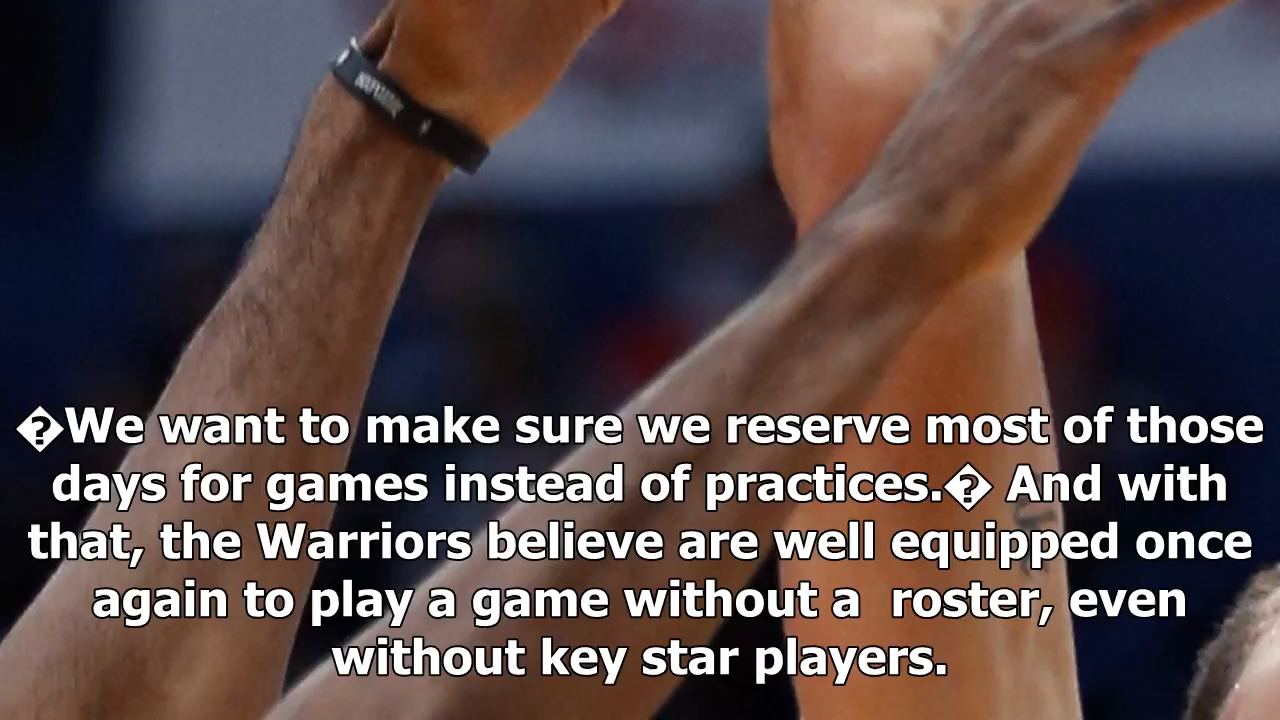 �We want to make sure we reserve most of those
days for games instead of practices.� And with
that, the Warriors believe are well equipped once
again to play a game without a  roster, even
without key star players.